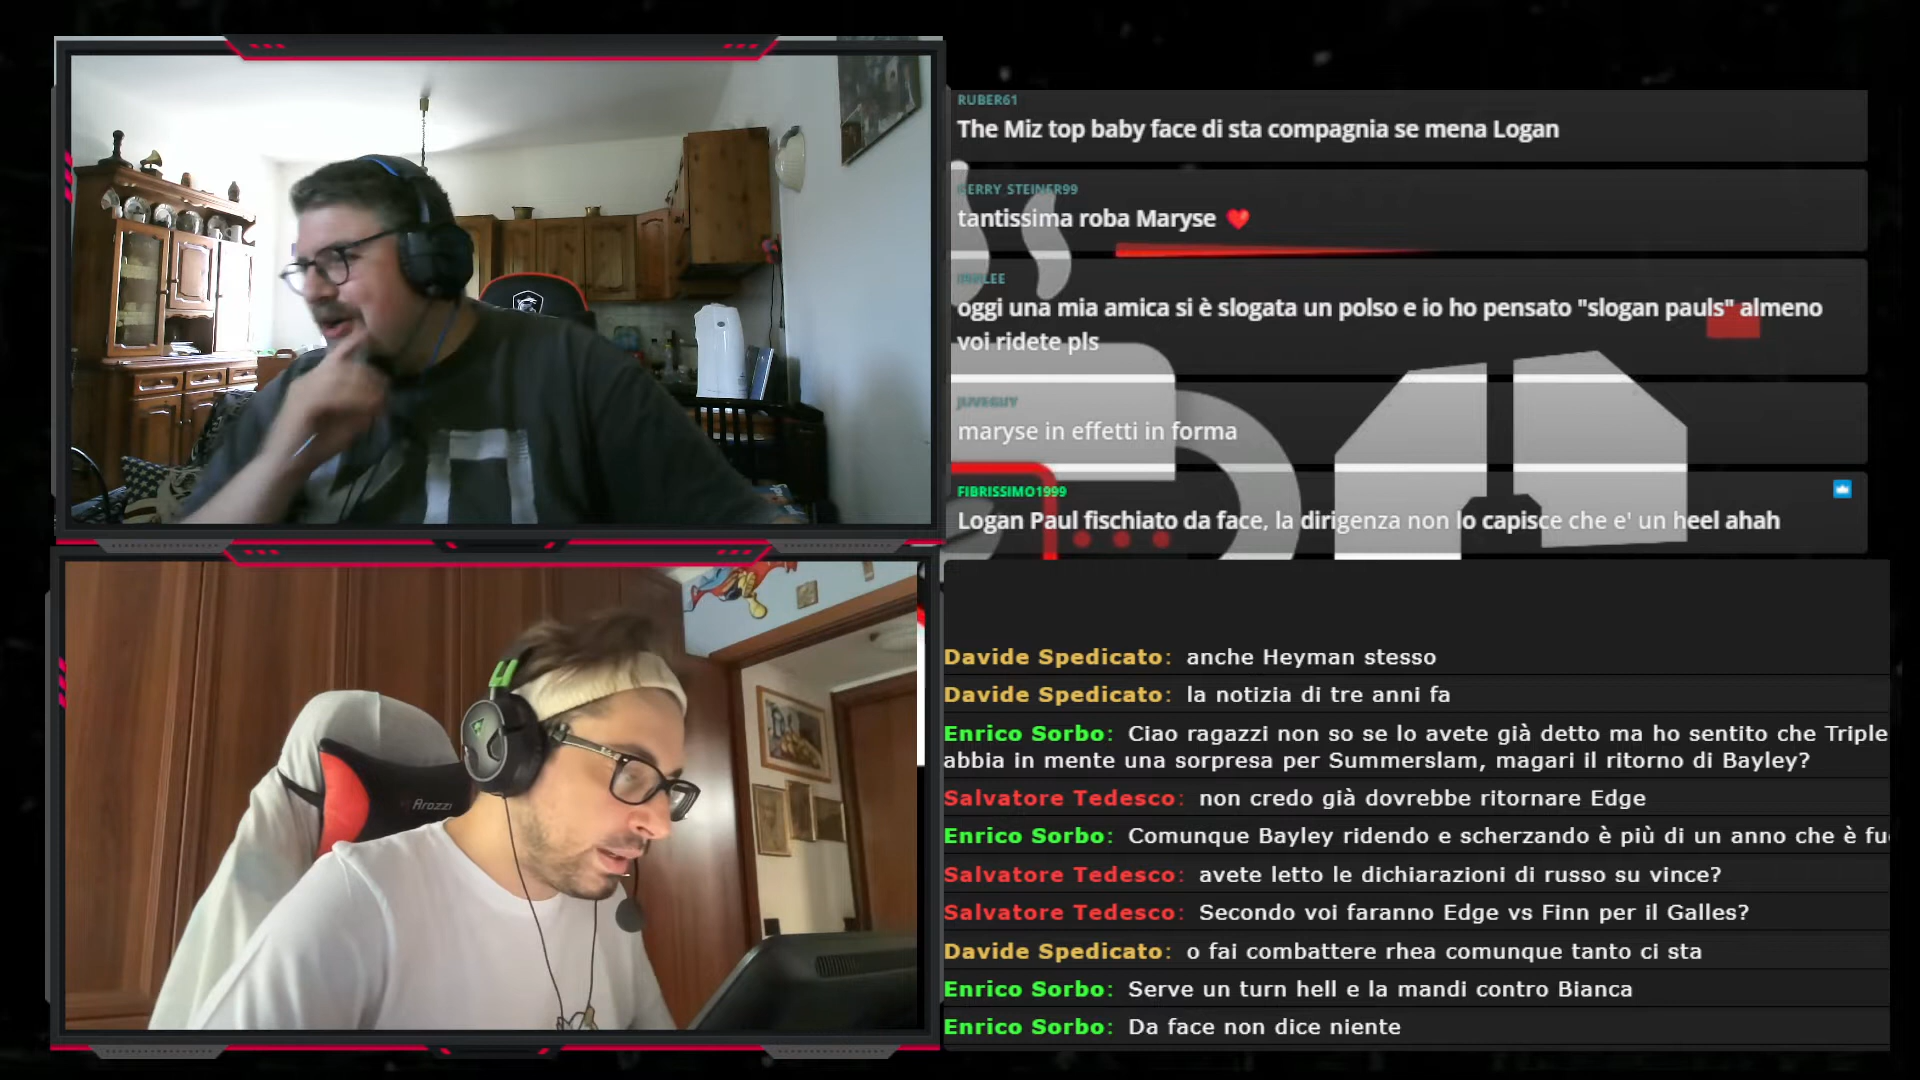 RUBER61
The Miz top baby face di sta compagnia se mena Logan
ERRY STEINER99
tantissima roba Maryse
oggi una mia amica si è slogata un polso e io ho pensato "slogan pauls" almeno
voi ridete pls
JUVEGUY
maryse in effetti in forma
FIBRISSIMO1999
Logan Paul fischiato da face, la dirigenza non lo capisce che e' un heel ahah
Davide Spedicato: anche Heyman stesso
Davide Spedicato: la notizia di tre anni fa
Enrico Sorbo: Ciao ragazzi non so se lo avete già detto ma ho sentito che Triple
abbia in mente una sorpresa per Summerslam, magari il ritorno di Bayley?
Salvatore Tedesco: non credo già dovrebbe ritornare Edge
Enrico Sorbo: Comunque Bayley ridendo e scherzando è più di un anno che è fu
Salvatore Tedesco: avete letto le dichiarazioni di russo su vince?
Salvatore Tedesco: Secondo voi faranno Edge vs Finn per il Galles?
Davide Spedicato: o fai combattere rhea comunque tanto ci sta
Enrico Sorbo: Serve un turn hell e la mandi contro Bianca
Enrico Sorbo: Da face non dice niente
Arozzi